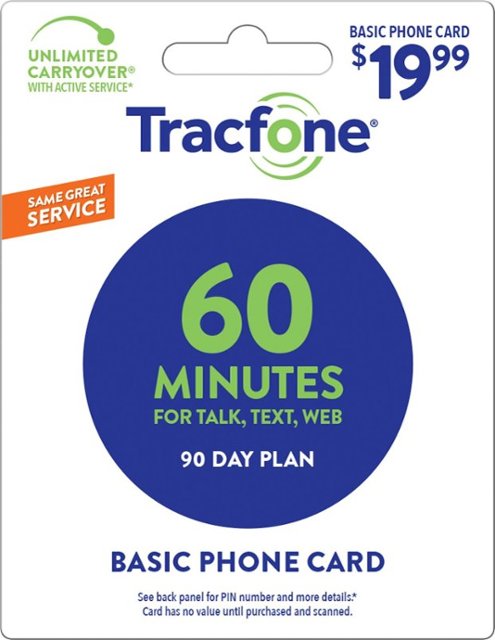 UNLIMITED
CARRYOVER®
WITH ACTIVE SERVICE*
BASIC PHONE CARD
$19.99
Tracfone®
SAME GREAT
SERVICE
60
MINUTES
FOR TALK, TEXT, WEB
90 DAY PLAN
BASIC PHONE CARD
See back panel for PIN number and more details.*
Card has no value until purchased and scanned.